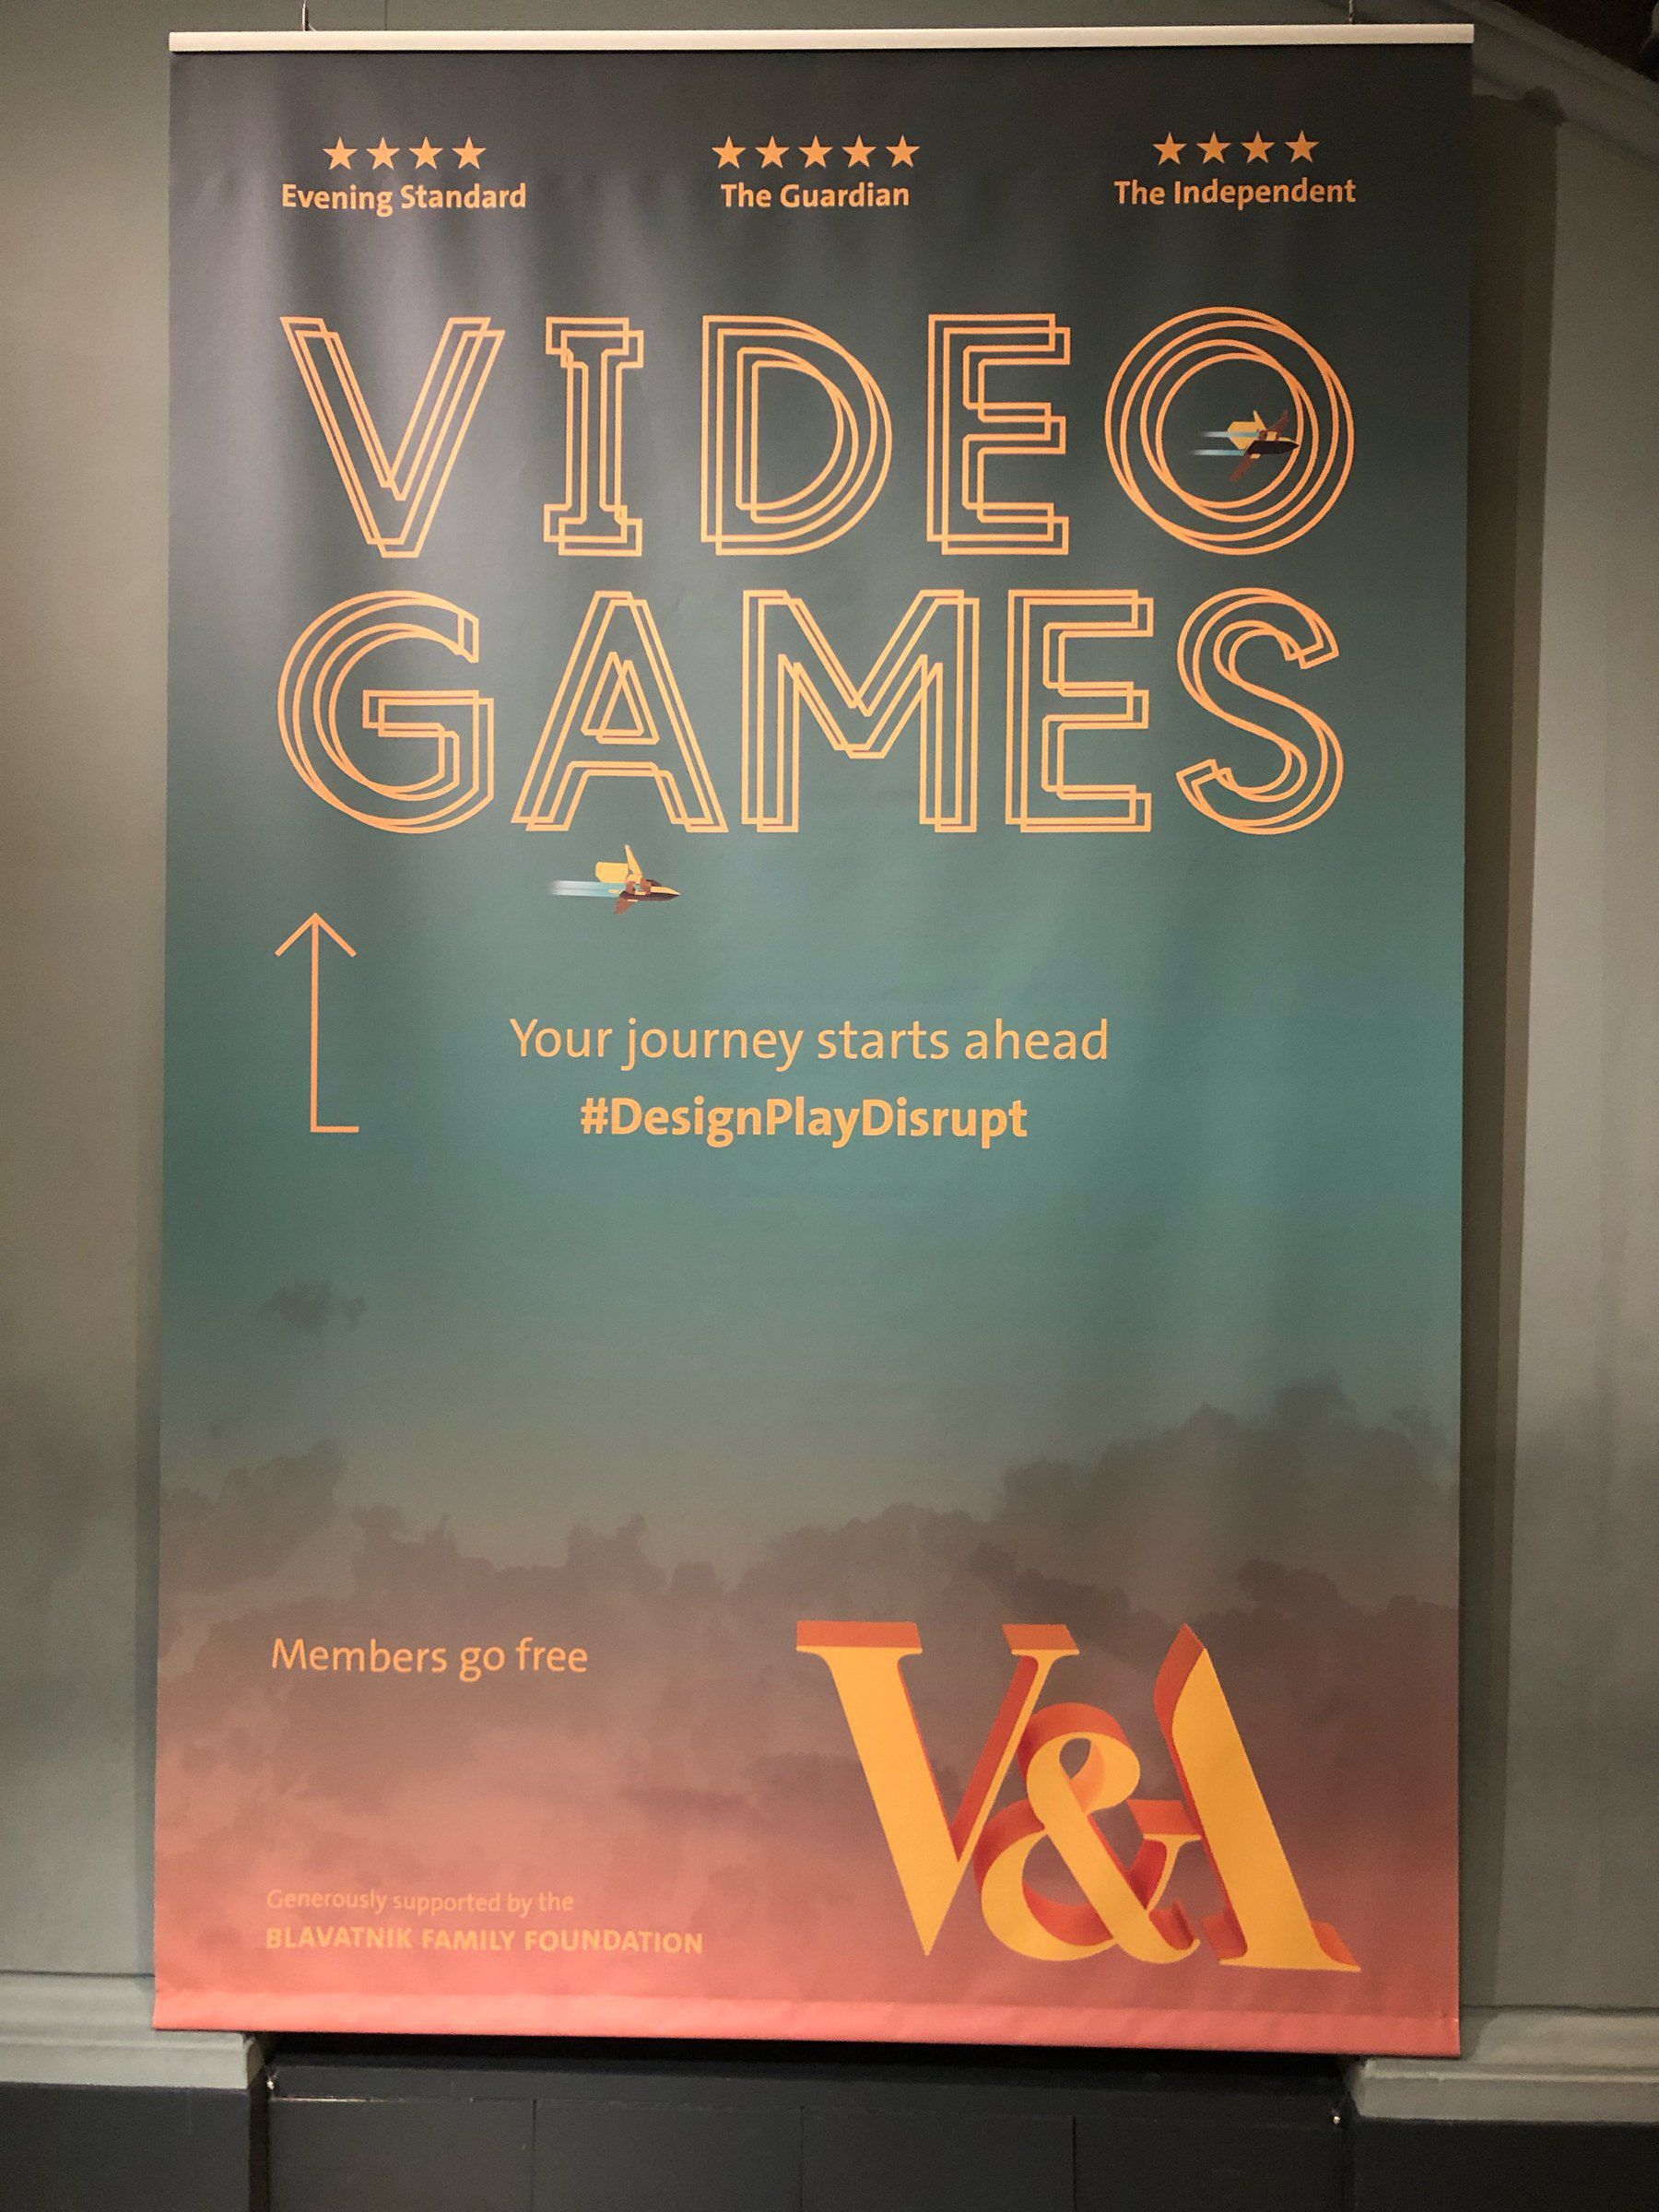 ★★★★ ★★★★★ ★★★★
Evening Standard The Guardian The Independent
VIDEO
GAMES
Your journey starts ahead
#DesignPlayDisrupt
Members go free
V&A
Generously supported by the
BLAVATNIK FAMILY FOUNDATION